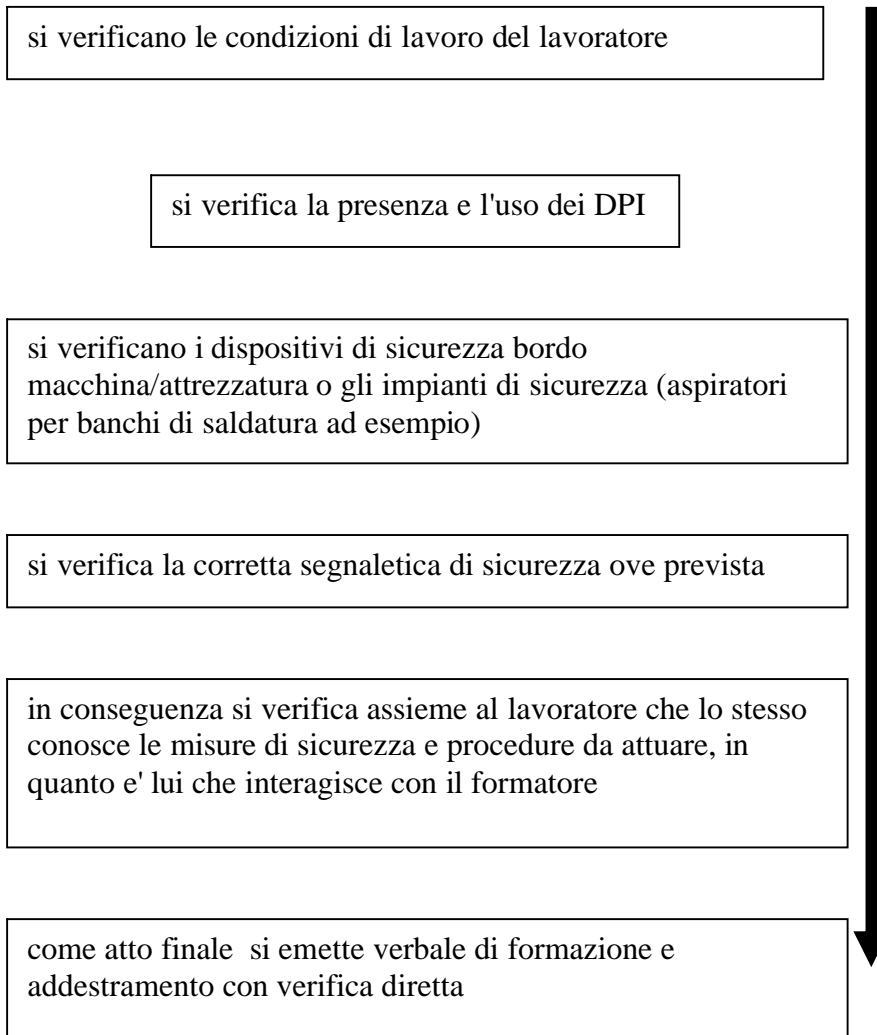 si verificano le condizioni di lavoro del lavoratore
si verifica la presenza e l'uso dei DPI
si verificano i dispositivi di sicurezza bordo
macchina/attrezzatura o gli impianti di sicurezza (aspiratori
per banchi di saldatura ad esempio)
si verifica la corretta segnaletica di sicurezza ove prevista
in conseguenza si verifica assieme al lavoratore che lo stesso
conosce le misure di sicurezza e procedure da attuare, in
quanto e' lui che interagisce con il formatore
come atto finale  si emette verbale di formazione e
addestramento con verifica diretta